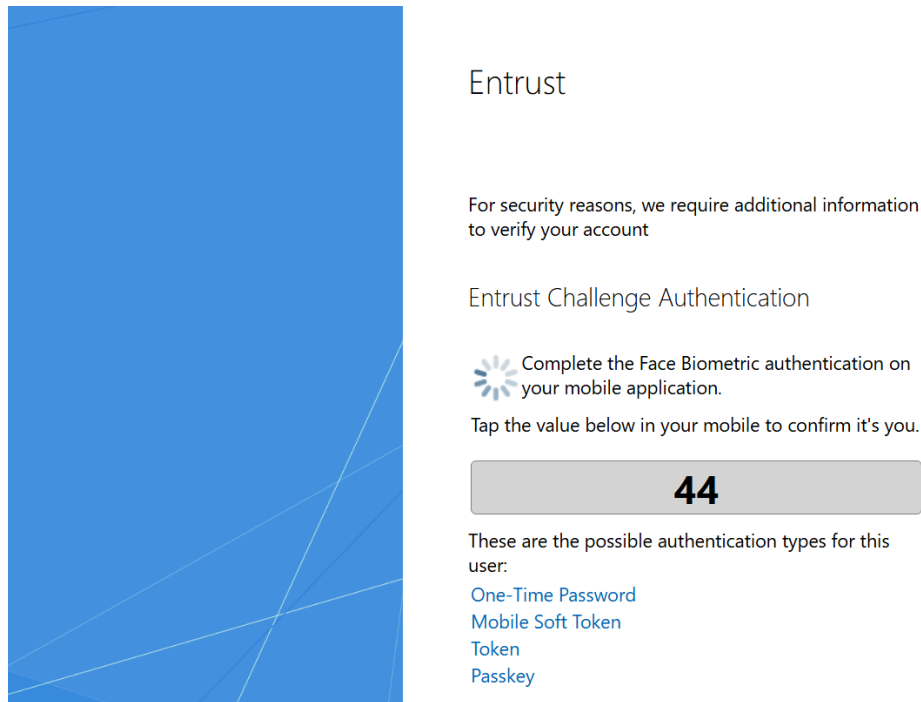 Entrust
For security reasons, we require additional information
to verify your account
Entrust Challenge Authentication
Complete the Face Biometric authentication on
your mobile application.
Tap the value below in your mobile to confirm it's you.
44
These are the possible authentication types for this
user:
One-Time Password
Mobile Soft Token
Token
Passkey